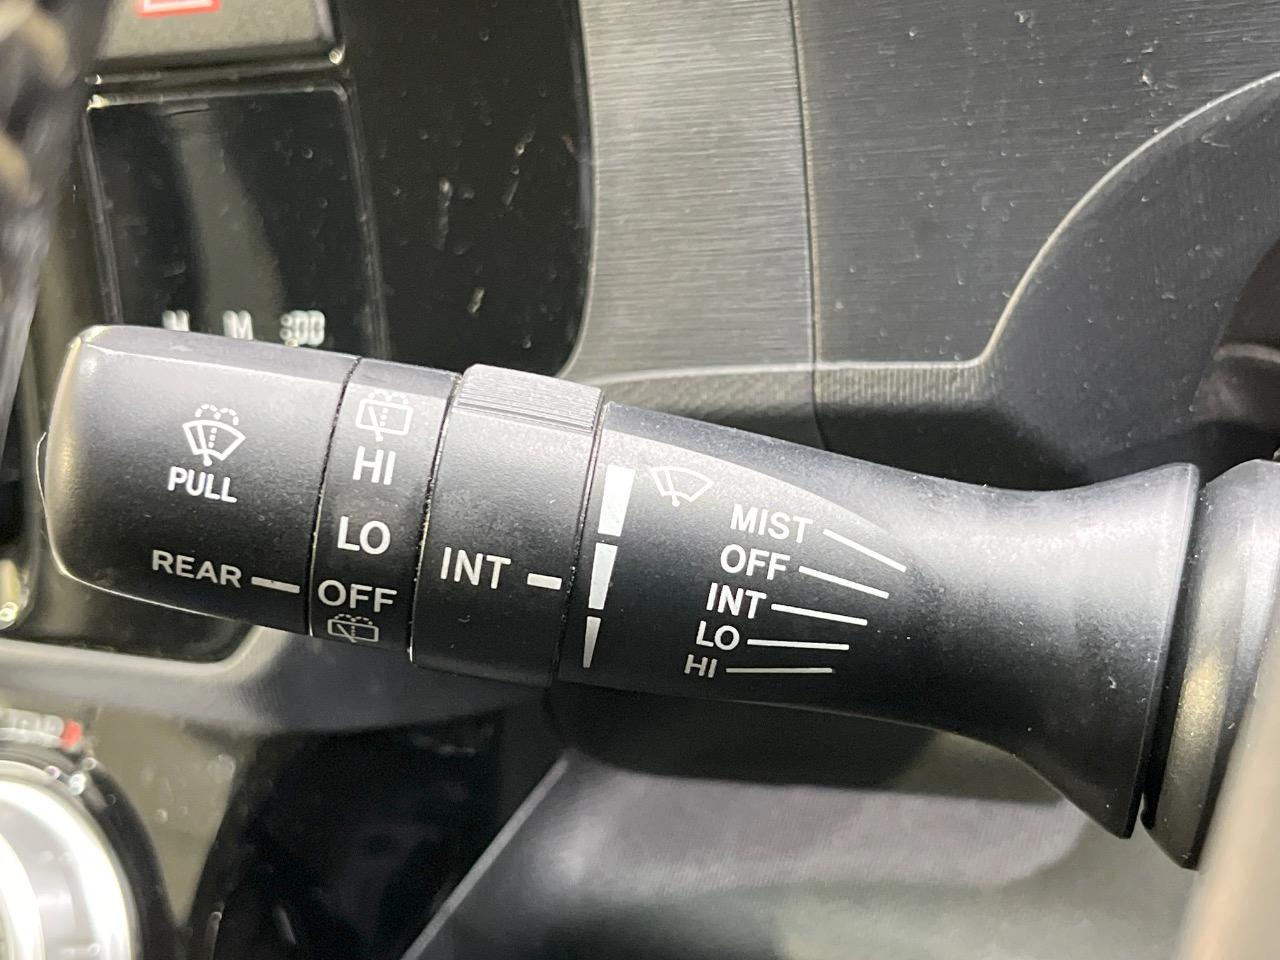 PULL
REAR
HI
LO
OFF
INT
MIST
OFF
INT
LO
HI